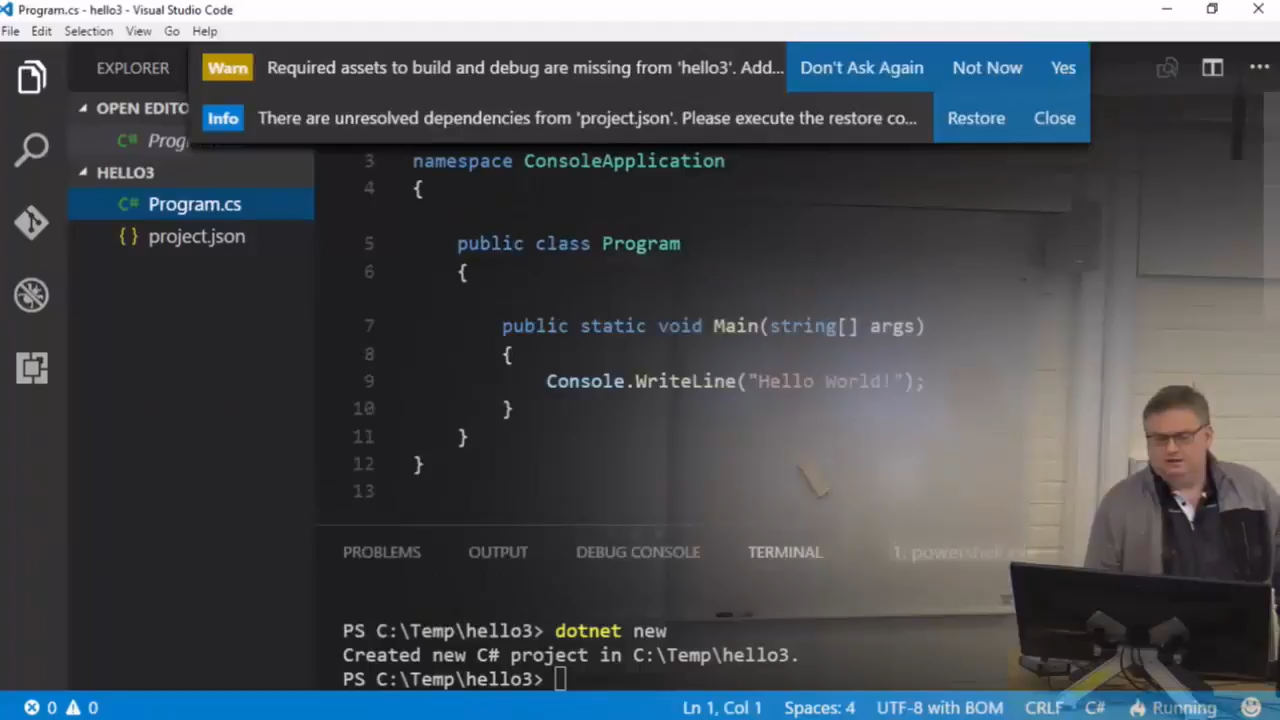 Program.cs - hello3 - Visual Studio Code
File Edit Selection View Go Help
EXPLORER
Warn Required assets to build and debug are missing from 'hello3'. Add... Don't Ask Again Not Now Yes
Info There are unresolved dependencies from 'project.json'. Please execute the restore co... Restore Close
OPEN EDITO
C# Progr
HELLO3
C# Program.cs
{ } project.json
3 namespace ConsoleApplication
4 {
5 public class Program
6 {
7 public static void Main(string[] args)
8 {
9 Console.WriteLine("Hello World!");
10 }
11 }
12 }
13
PROBLEMS OUTPUT DEBUG CONSOLE TERMINAL 1: powershell.exe
PS C:\Temp\hello3> dotnet new
Created new C# project in C:\Temp\hello3.
PS C:\Temp\hello3>
0 0 Ln 1, Col 1 Spaces: 4 UTF-8 with BOM CRLF C# Running